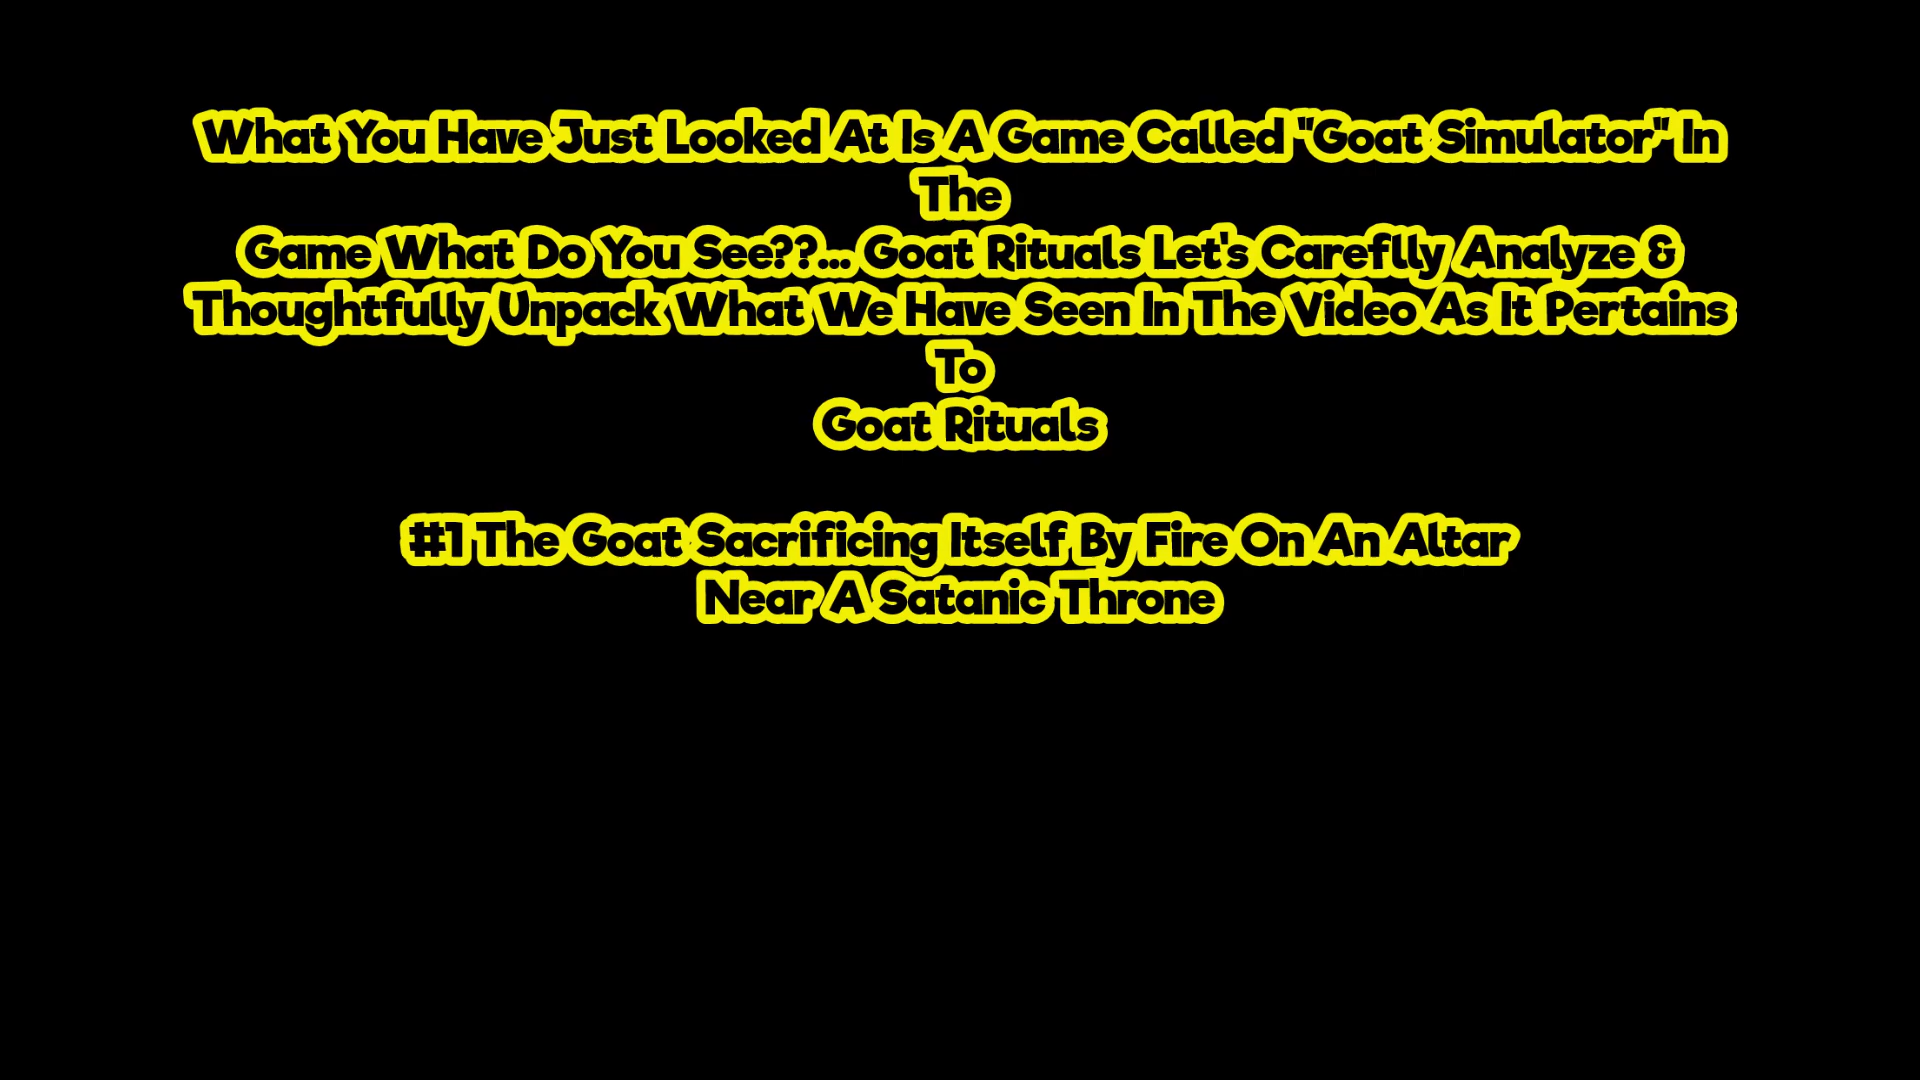 What You Have Just Looked At Is A Game Called "Goat Simulator" In
The
Game What Do You See??... Goat Rituals Let's Careflly Analyze &
Thoughtfully Unpack What We Have Seen In The Video As It Pertains
To
Goat Rituals
#1 The Goat Sacrificing Itself By Fire On An Altar
Near A Satanic Throne